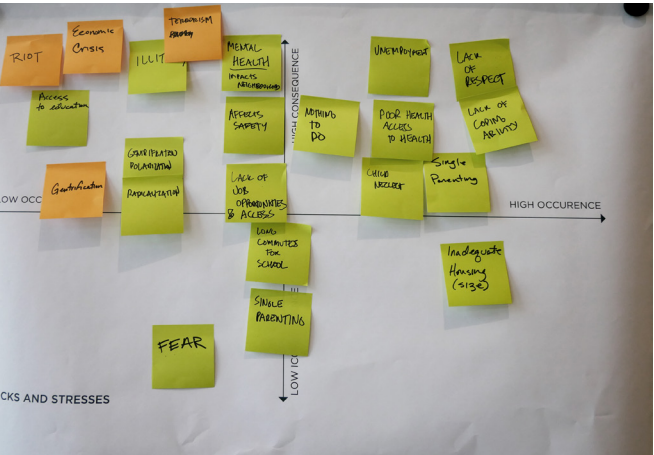 RIOT
Economic
Crisis
TERRORISM
ILLIT
MENTAL
HEALTH
IMPACTS
NEIGHBOURHOOD
UNEMPLOYMENT
LACK
OF
RESPECT
Access
to education
AFFECTS
SAFETY
NOTHING
TO
DO
POOR HEALTH
ACCESS
TO HEALTH
LACK OF
COPING
ABILITY
HIGH CONSEQUENCE
Gentrification
GENTRIFICATION
POLARIZATION
RADICALIZATION
LACK OF
JOB
OPPORTUNITIES
& ACCESS
CHILD
NEGLECT
Single
Parenting
LOW OCC
HIGH OCCURENCE
LONG
COMMUTES
FOR
SCHOOL
Inadequate
Housing
(size)
SINGLE
PARENTING
FEAR
LOW
CKS AND STRESSES